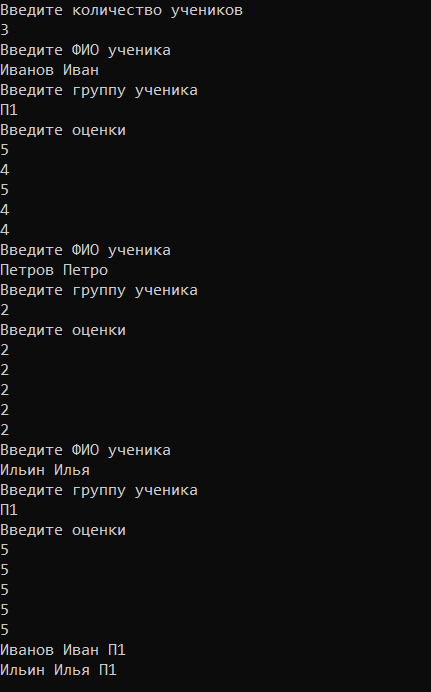 Введите количество учеников
3
Введите ФИО ученика
Иванов Иван
Введите группу ученика
П1
Введите оценки
5
4
5
4
4
Введите ФИО ученика
Петров Петро
Введите группу ученика
2
Введите оценки
2
2
2
2
2
Введите ФИО ученика
Ильин Илья
Введите группу ученика
П1
Введите оценки
5
5
5
5
5
Иванов Иван П1
Ильин Илья П1